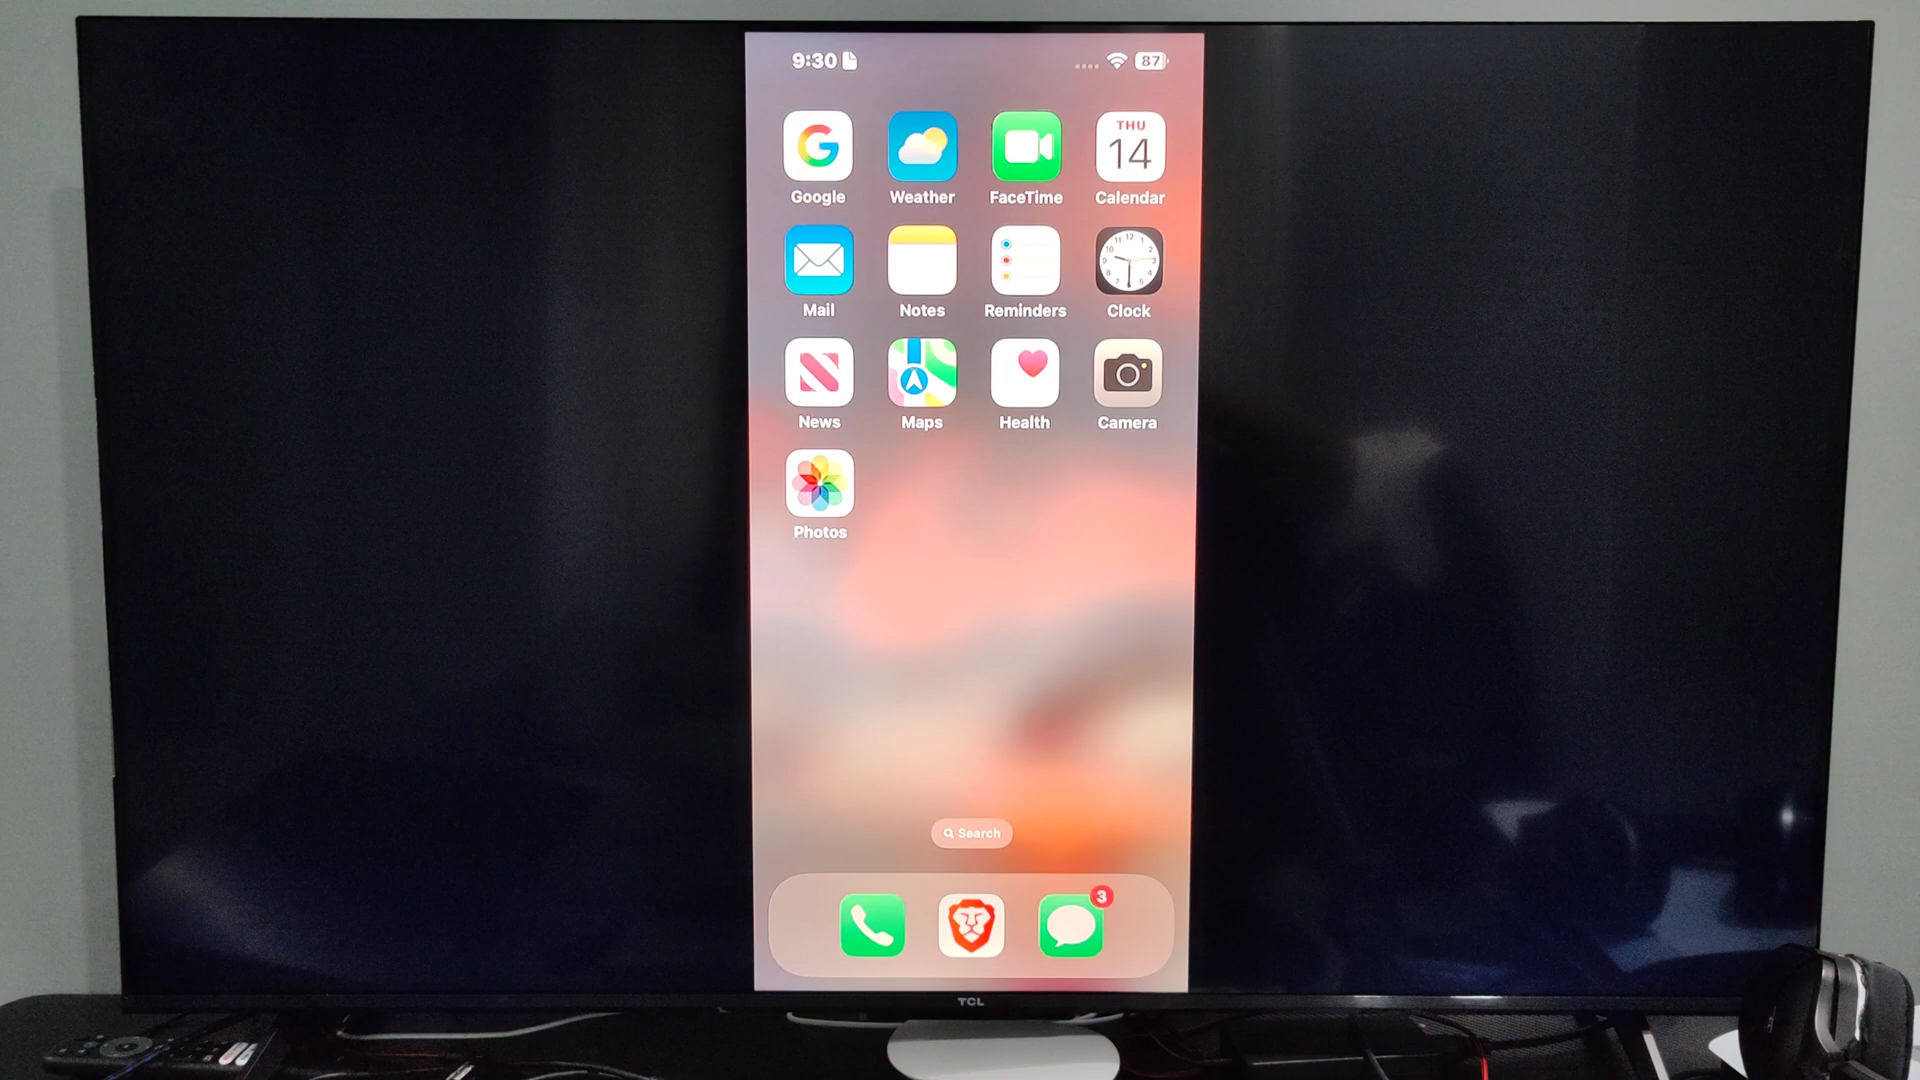 9:30 87
THU
14
Google Weather FaceTime Calendar
Mail Notes Reminders Clock
News Maps Health Camera
Photos
Search
3
TCL